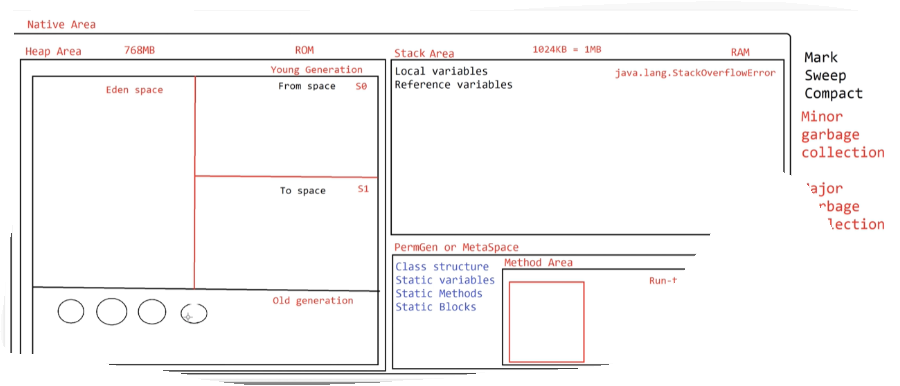 Native Area
Heap Area 768MB ROM
Young Generation
Eden space
From space S0
To space S1
Old generation
Stack Area 1024KB = 1MB RAM
Local variables java.lang.StackOverflowError
Reference variables
PermGen or MetaSpace
Class structure
Static variables
Static Methods
Static Blocks
Method Area
Mark
Sweep
Compact
Minor
garbage
collection